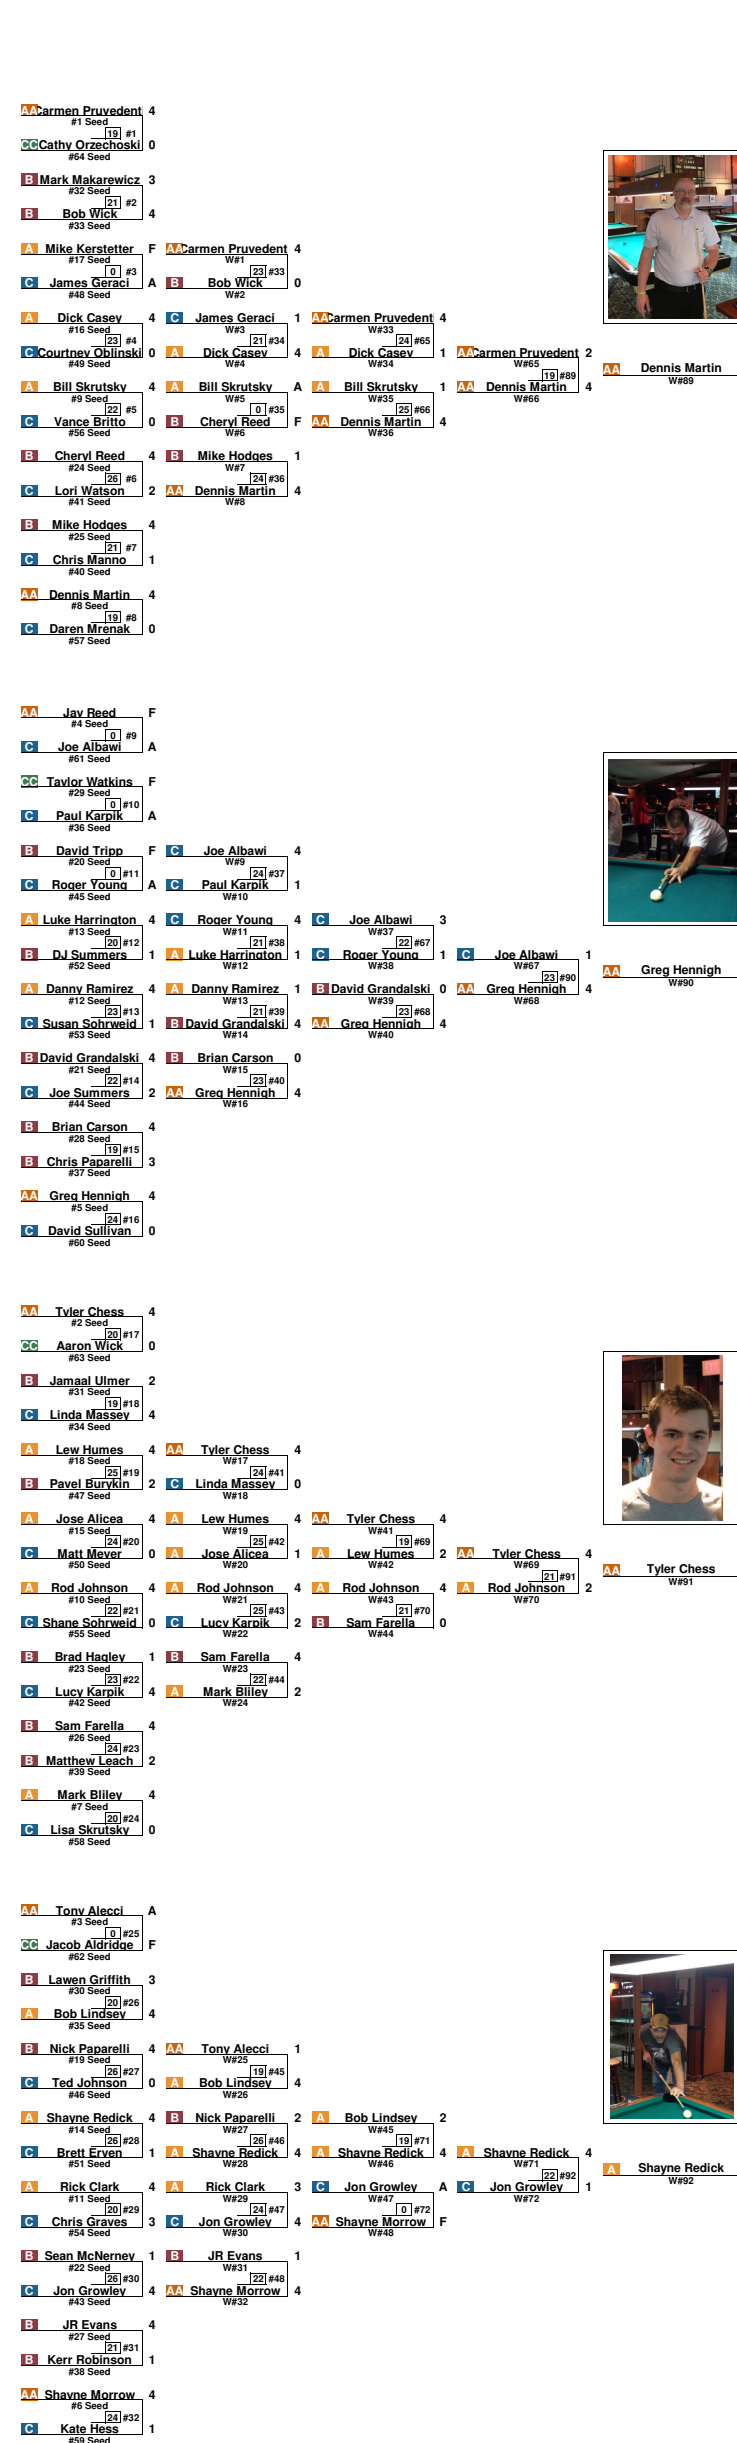 AA Carmen Pruvedenti 4
#1 Seed
19 #1
CC Cathy Orzechoski 0
#64 Seed
B Mark Makarewicz 3
#32 Seed
21 #2
B Bob Wick 4
#33 Seed
A Mike Kerstetter F
#17 Seed
0 #3
C James Geraci A
#48 Seed
A Dick Casey 4
#16 Seed
23 #4
C Courtney Oblinski 0
#49 Seed
A Bill Skrutsky 4
#9 Seed
22 #5
C Vance Britto 0
#56 Seed
B Cheryl Reed 4
#24 Seed
26 #6
C Lori Watson 2
#41 Seed
B Mike Hodges 4
#25 Seed
21 #7
C Chris Manno 1
#40 Seed
AA Dennis Martin 4
#8 Seed
19 #8
C Daren Mrenak 0
#57 Seed
AA Carmen Pruvedent 4
W#1
23 #33
B Bob Wick 0
W#2
C James Geraci 1
W#3
21 #34
A Dick Casey 4
W#4
A Bill Skrutsky A
W#5
0 #35
B Cheryl Reed F
W#6
B Mike Hodges 1
W#7
24 #36
AA Dennis Martin 4
W#8
AA Carmen Pruvedenti 4
W#33
24 #65
A Dick Casey 1
W#34
A Bill Skrutsky 1
W#35
25 #66
AA Dennis Martin 4
W#36
AA Carmen Pruvedent 2
W#65
19 #89
AA Dennis Martin 4
W#66
AA Dennis Martin
W#89
AA Jay Reed F
#4 Seed
0 #9
C Joe Albawi A
#61 Seed
CC Taylor Watkins F
#29 Seed
0 #10
C Paul Karpik A
#36 Seed
B David Tripp F
#20 Seed
0 #11
C Roger Young A
#45 Seed
A Luke Harrington 4
#13 Seed
20 #12
B DJ Summers 1
#52 Seed
A Danny Ramirez 4
#12 Seed
23 #13
C Susan Sohrweid 1
#53 Seed
B David Grandalski 4
#21 Seed
22 #14
C Joe Summers 2
#44 Seed
B Brian Carson 4
#28 Seed
19 #15
B Chris Paparelli 3
#37 Seed
AA Greg Hennigh 4
#5 Seed
24 #16
C David Sullivan 0
#60 Seed
C Joe Albawi 4
W#9
24 #37
C Paul Karpik 1
W#10
C Roger Young 4
W#11
21 #38
A Luke Harrington 1
W#12
A Danny Ramirez 1
W#13
21 #39
B David Grandalski 4
W#14
B Brian Carson 0
W#15
23 #40
AA Greg Hennigh 4
W#16
C Joe Albawi 3
W#37
22 #67
C Roger Young 1
W#38
B David Grandalski 0
W#39
23 #68
AA Greg Hennigh 4
W#40
C Joe Albawi 1
W#67
23 #90
AA Greg Hennigh 4
W#68
AA Greg Hennigh
W#90
AA Tyler Chess 4
#2 Seed
20 #17
CC Aaron Wick 0
#63 Seed
B Jamaal Ulmer 2
#31 Seed
19 #18
C Linda Massey 4
#34 Seed
A Lew Humes 4
#18 Seed
25 #19
B Pavel Burykin 2
#47 Seed
A Jose Alicea 4
#15 Seed
24 #20
C Matt Meyer 0
#50 Seed
A Rod Johnson 4
#10 Seed
22 #21
C Shane Sohrweid 0
#55 Seed
B Brad Hagley 1
#23 Seed
23 #22
C Lucy Karpik 4
#42 Seed
B Sam Farella 4
#26 Seed
24 #23
B Matthew Leach 2
#39 Seed
A Mark Bliley 4
#7 Seed
20 #24
C Lisa Skrutsky 0
#58 Seed
AA Tyler Chess 4
W#17
24 #41
C Linda Massey 0
W#18
A Lew Humes 4
W#19
25 #42
A Jose Alicea 1
W#20
A Rod Johnson 4
W#21
25 #43
C Lucy Karpik 2
W#22
B Sam Farella 4
W#23
22 #44
A Mark Bliley 2
W#24
AA Tyler Chess 4
W#41
19 #69
A Lew Humes 2
W#42
A Rod Johnson 4
W#43
21 #70
B Sam Farella 0
W#44
AA Tyler Chess 4
W#69
21 #91
A Rod Johnson 2
W#70
AA Tyler Chess
W#91
AA Tony Alecci A
#3 Seed
0 #25
CC Jacob Aldridge F
#62 Seed
B Lawen Griffith 3
#30 Seed
20 #26
A Bob Lindsey 4
#35 Seed
B Nick Paparelli 4
#19 Seed
26 #27
C Ted Johnson 0
#46 Seed
A Shayne Redick 4
#14 Seed
26 #28
C Brett Erven 1
#51 Seed
A Rick Clark 4
#11 Seed
20 #29
C Chris Graves 3
#54 Seed
B Sean McNerney 1
#22 Seed
26 #30
C Jon Growley 4
#43 Seed
B JR Evans 4
#27 Seed
21 #31
B Kerr Robinson 1
#38 Seed
AA Shayne Morrow 4
#6 Seed
24 #32
C Kate Hess 1
#59 Seed
AA Tony Alecci 1
W#25
19 #45
A Bob Lindsey 4
W#26
B Nick Paparelli 2
W#27
26 #46
A Shayne Redick 4
W#28
A Rick Clark 3
W#29
24 #47
C Jon Growley 4
W#30
B JR Evans 1
W#31
22 #48
AA Shayne Morrow 4
W#32
A Bob Lindsey 2
W#45
19 #71
A Shayne Redick 4
W#46
C Jon Growley A
W#47
0 #72
AA Shayne Morrow F
W#48
A Shayne Redick 4
W#71
22 #92
C Jon Growley 1
W#72
A Shayne Redick
W#92